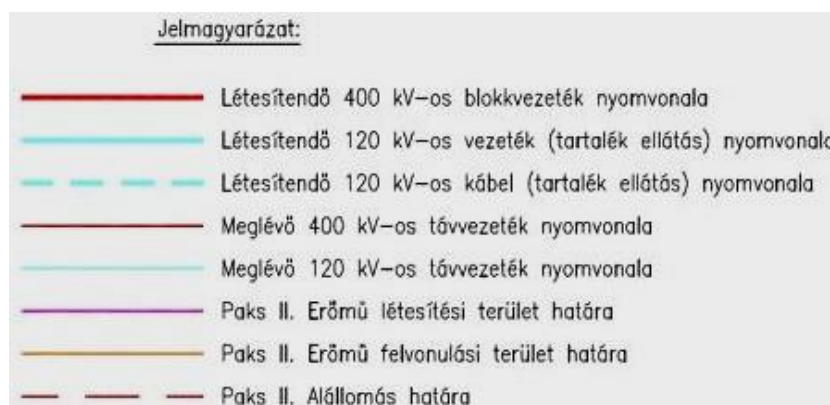 Jelmagyarázat:
Létesítendő 400 kV-os blokkvezeték nyomvonala
Létesítendő 120 kV-os vezeték (tartalék ellátás) nyomvonala
Létesítendő 120 kV-os kábel (tartalék ellátás) nyomvonala
Meglévő 400 kV-os távvezeték nyomvonala
Meglévő 120 kV-os távvezeték nyomvonala
Paks II. Erőmű létesítési terület határa
Paks II. Erőmű felvonulási terület határa
Paks II. Alállomás határa